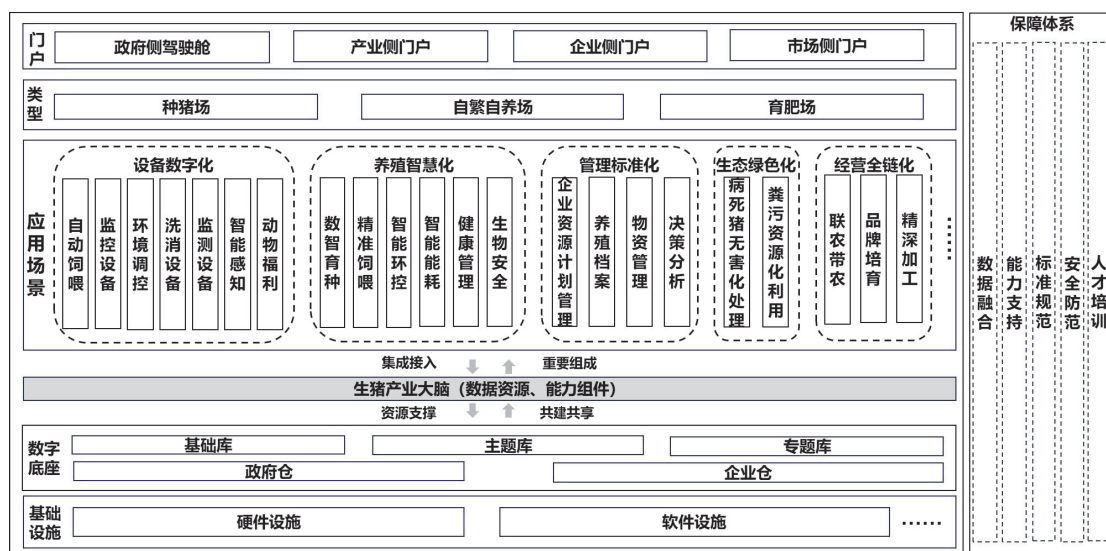 门户
政府侧驾驶舱
产业侧门户
企业侧门户
市场侧门户
类型
种猪场
自繁自养场
育肥场
应用场景
设备数字化
自动饲喂
监控设备
环境调控
洗消设备
监测设备
智能感知
动物福利
养殖智慧化
数智育种
精准饲喂
智能环控
智能能耗
健康管理
生物安全
管理标准化
企业资源计划管理
养殖档案
物资管理
决策分析
生态绿色化
病死猪无害化处理
粪污资源化利用
经营全链化
联农带农
品牌培育
精深加工
……
集成接入
重要组成
生猪产业大脑（数据资源、能力组件）
资源支撑
共建共享
数字底座
基础库
主题库
专题库
政府仓
企业仓
基础设施
硬件设施
软件设施
……
保障体系
数据融合
能力支持
标准规范
安全防范
人才培训